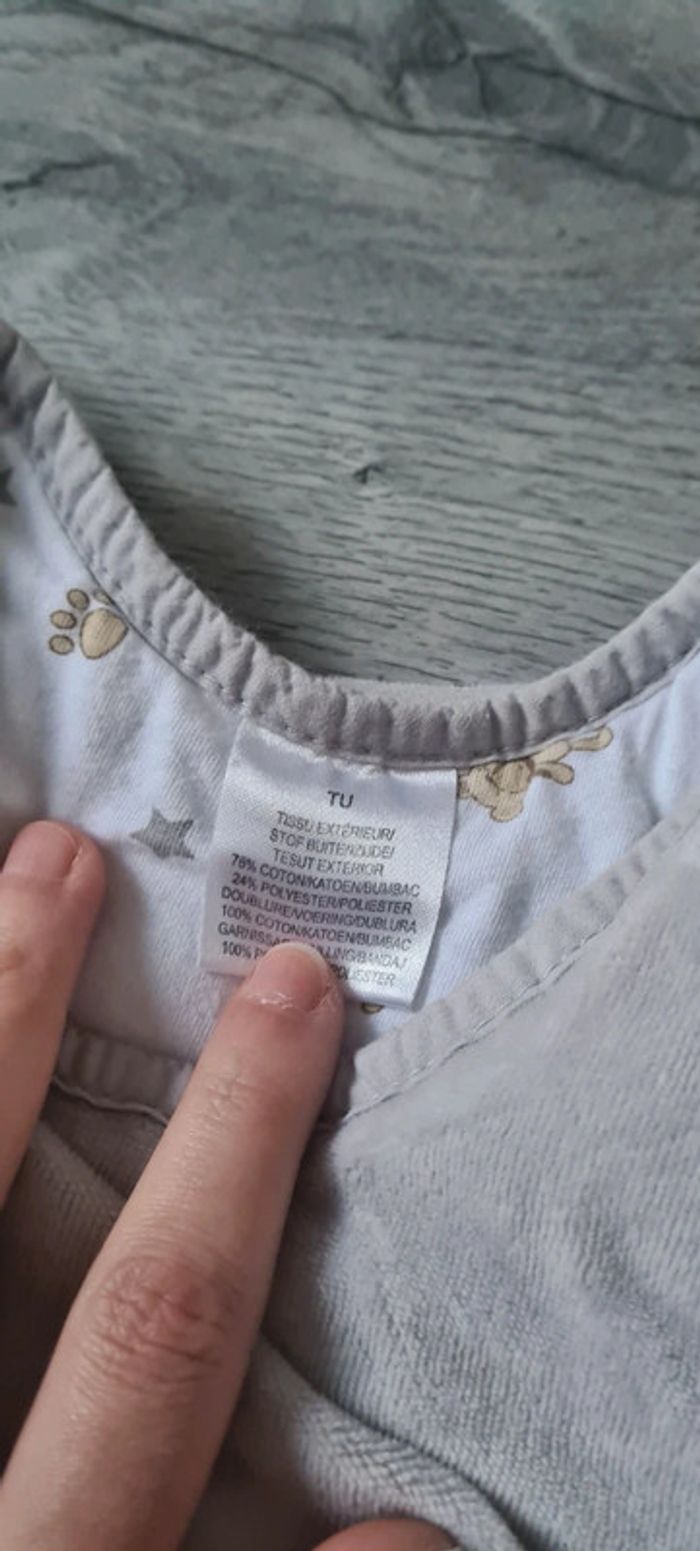 TU
TISSU EXTÉRIEUR/
STOF BUITENZIJDE/
TESUT EXTERIOR
76% COTON/KATOEN/BUMBAC
24% POLYESTER/POLIESTER
DOUBLURE/VOERING/DUBLURA
100% COTON/KATOEN/BUMBAC
100%